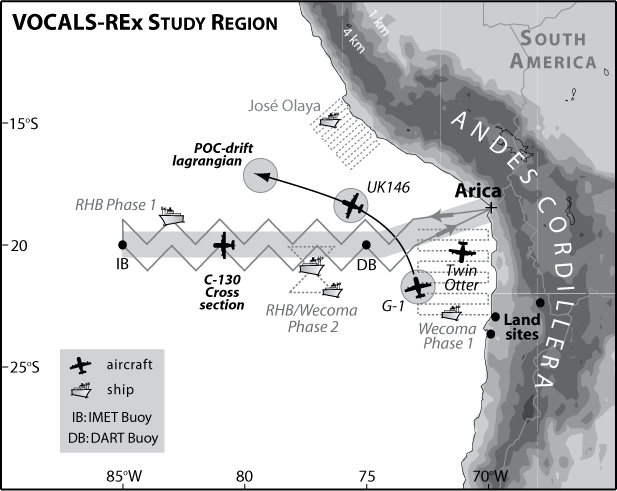 VOCALS-REx STUDY REGION
1 km
4 km
SOUTH
AMERICA
José Olaya
15°S
ANDES CORDILLERA
POC-drift
lagrangian
UK146
Arica
RHB Phase 1
20
IB
DB
C-130
Cross
section
Twin
Otter
G-1
RHB/Wecoma
Phase 2
Wecoma
Phase 1
Land
sites
25°S
aircraft
ship
IB: IMET Buoy
DB: DART Buoy
85°W
80
75
70°W